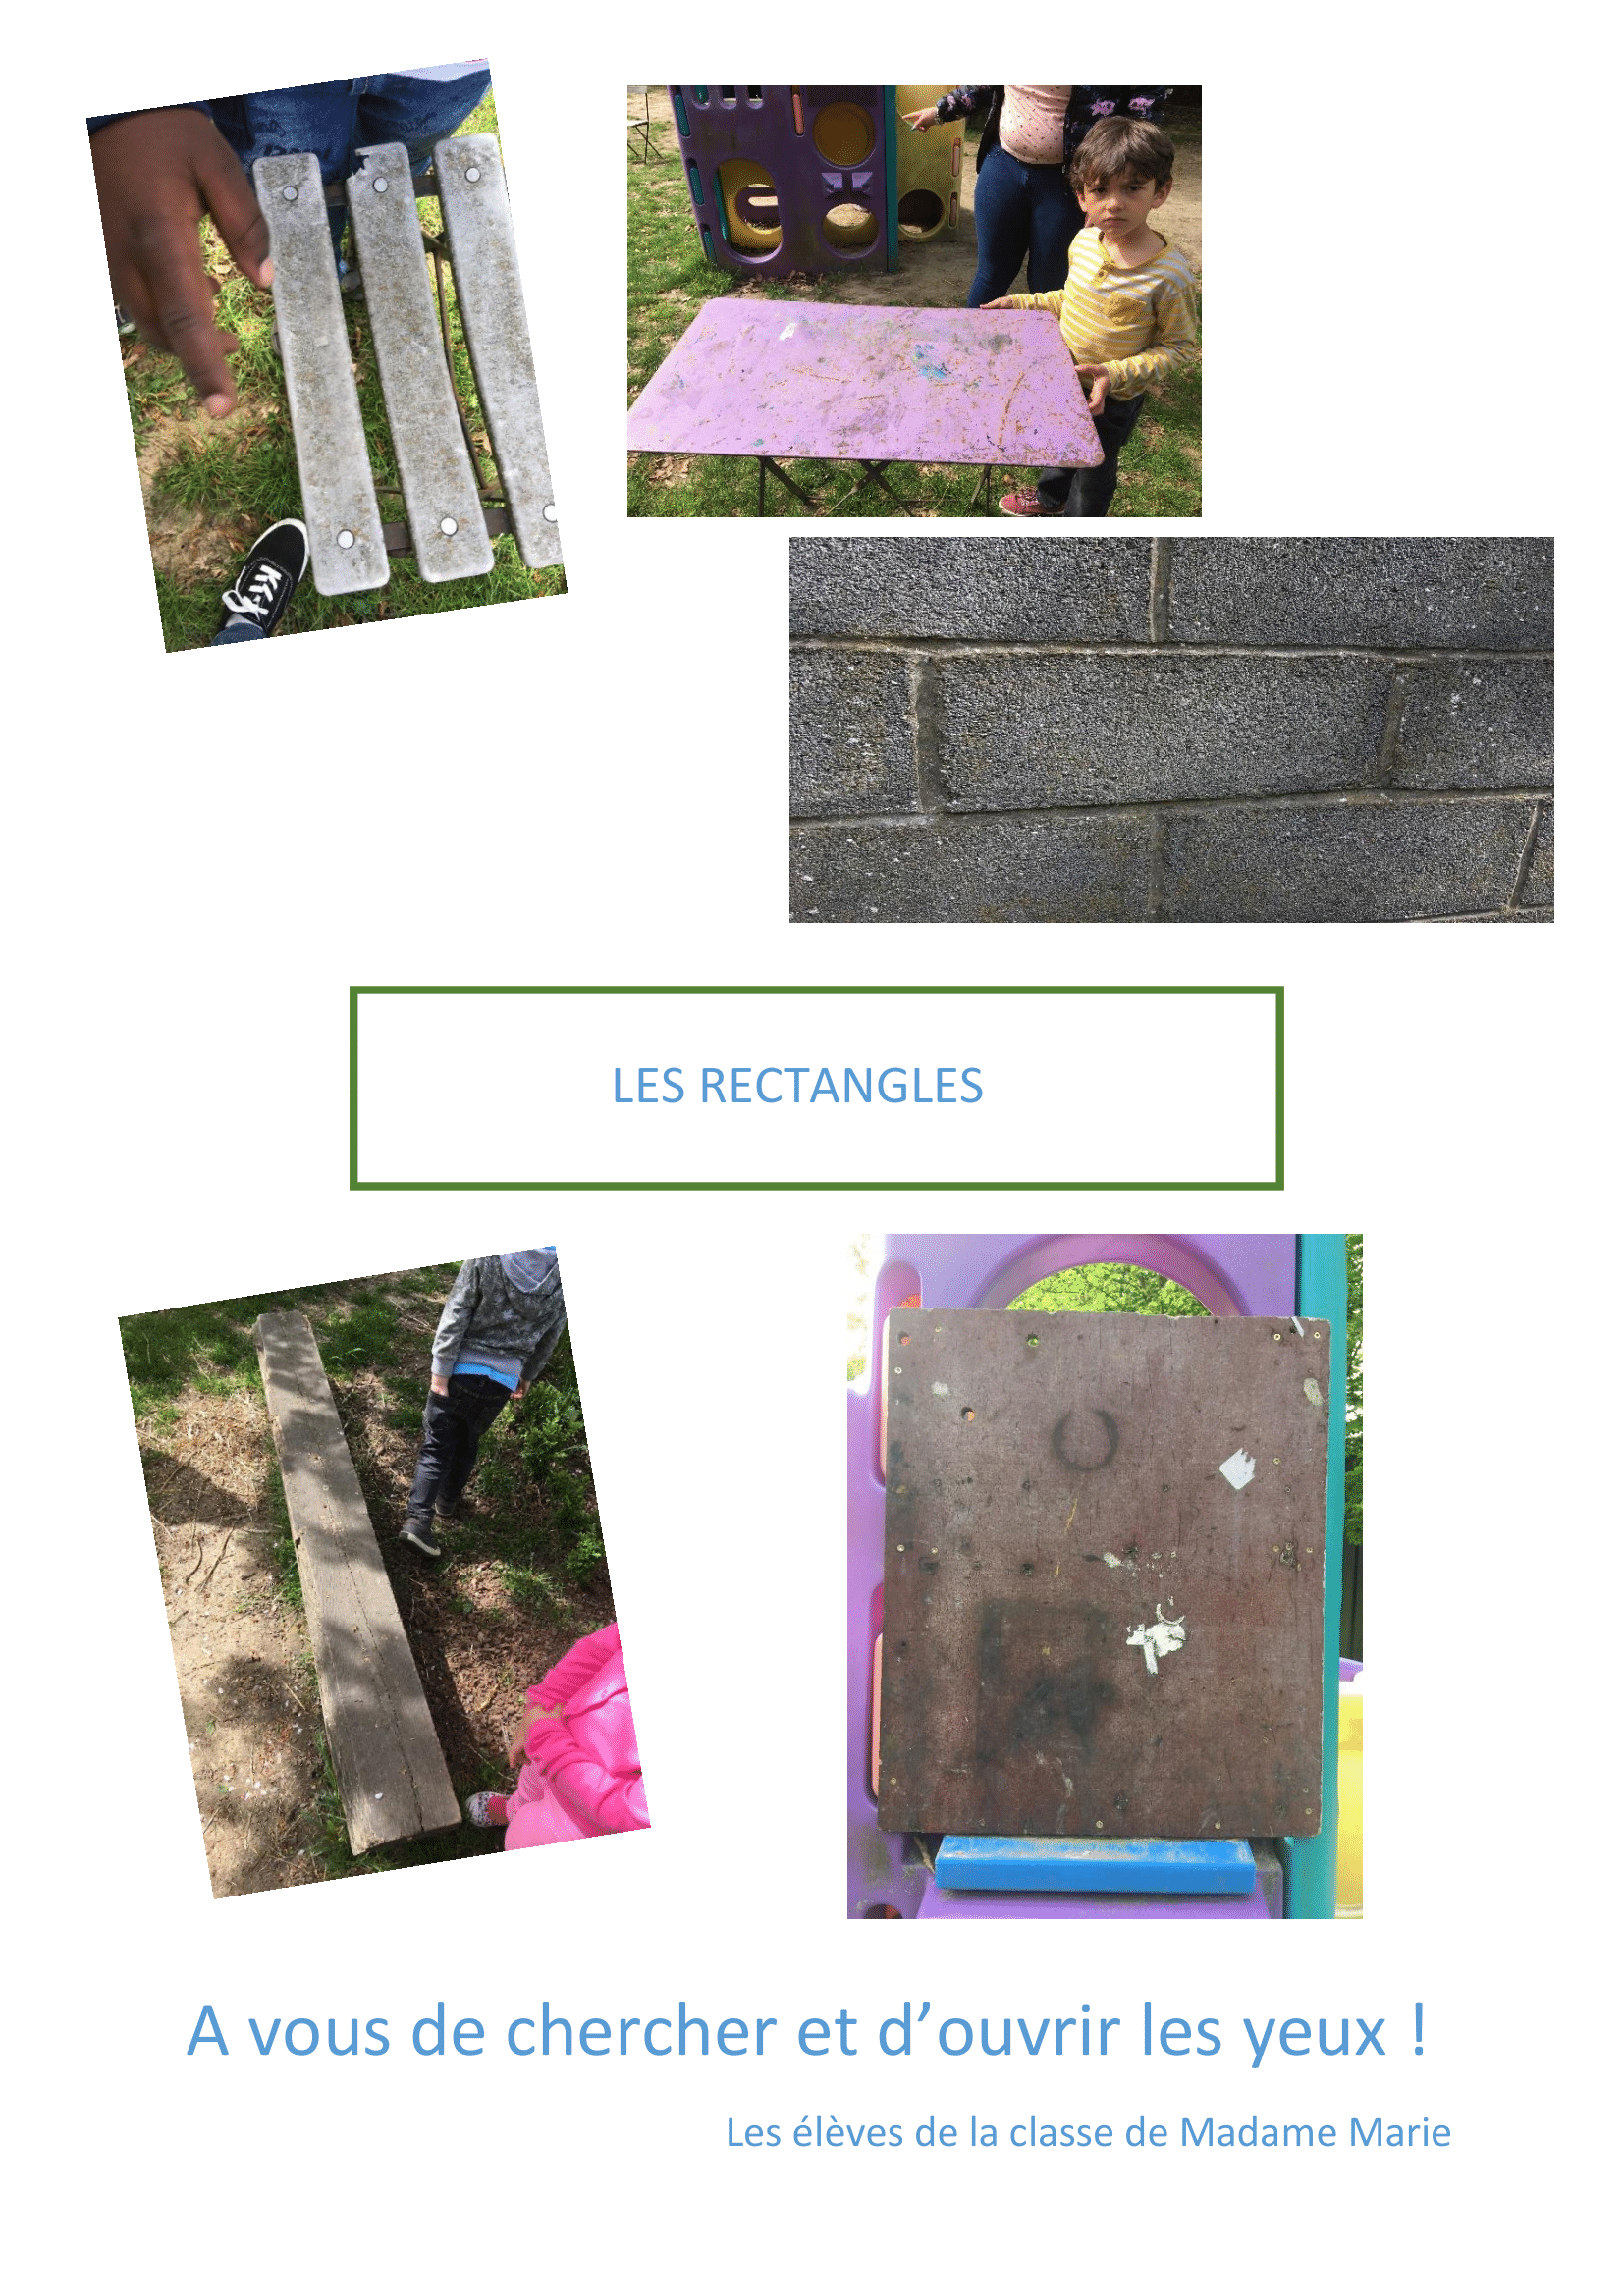 LES RECTANGLES
A vous de chercher et d’ouvrir les yeux !
Les élèves de la classe de Madame Marie